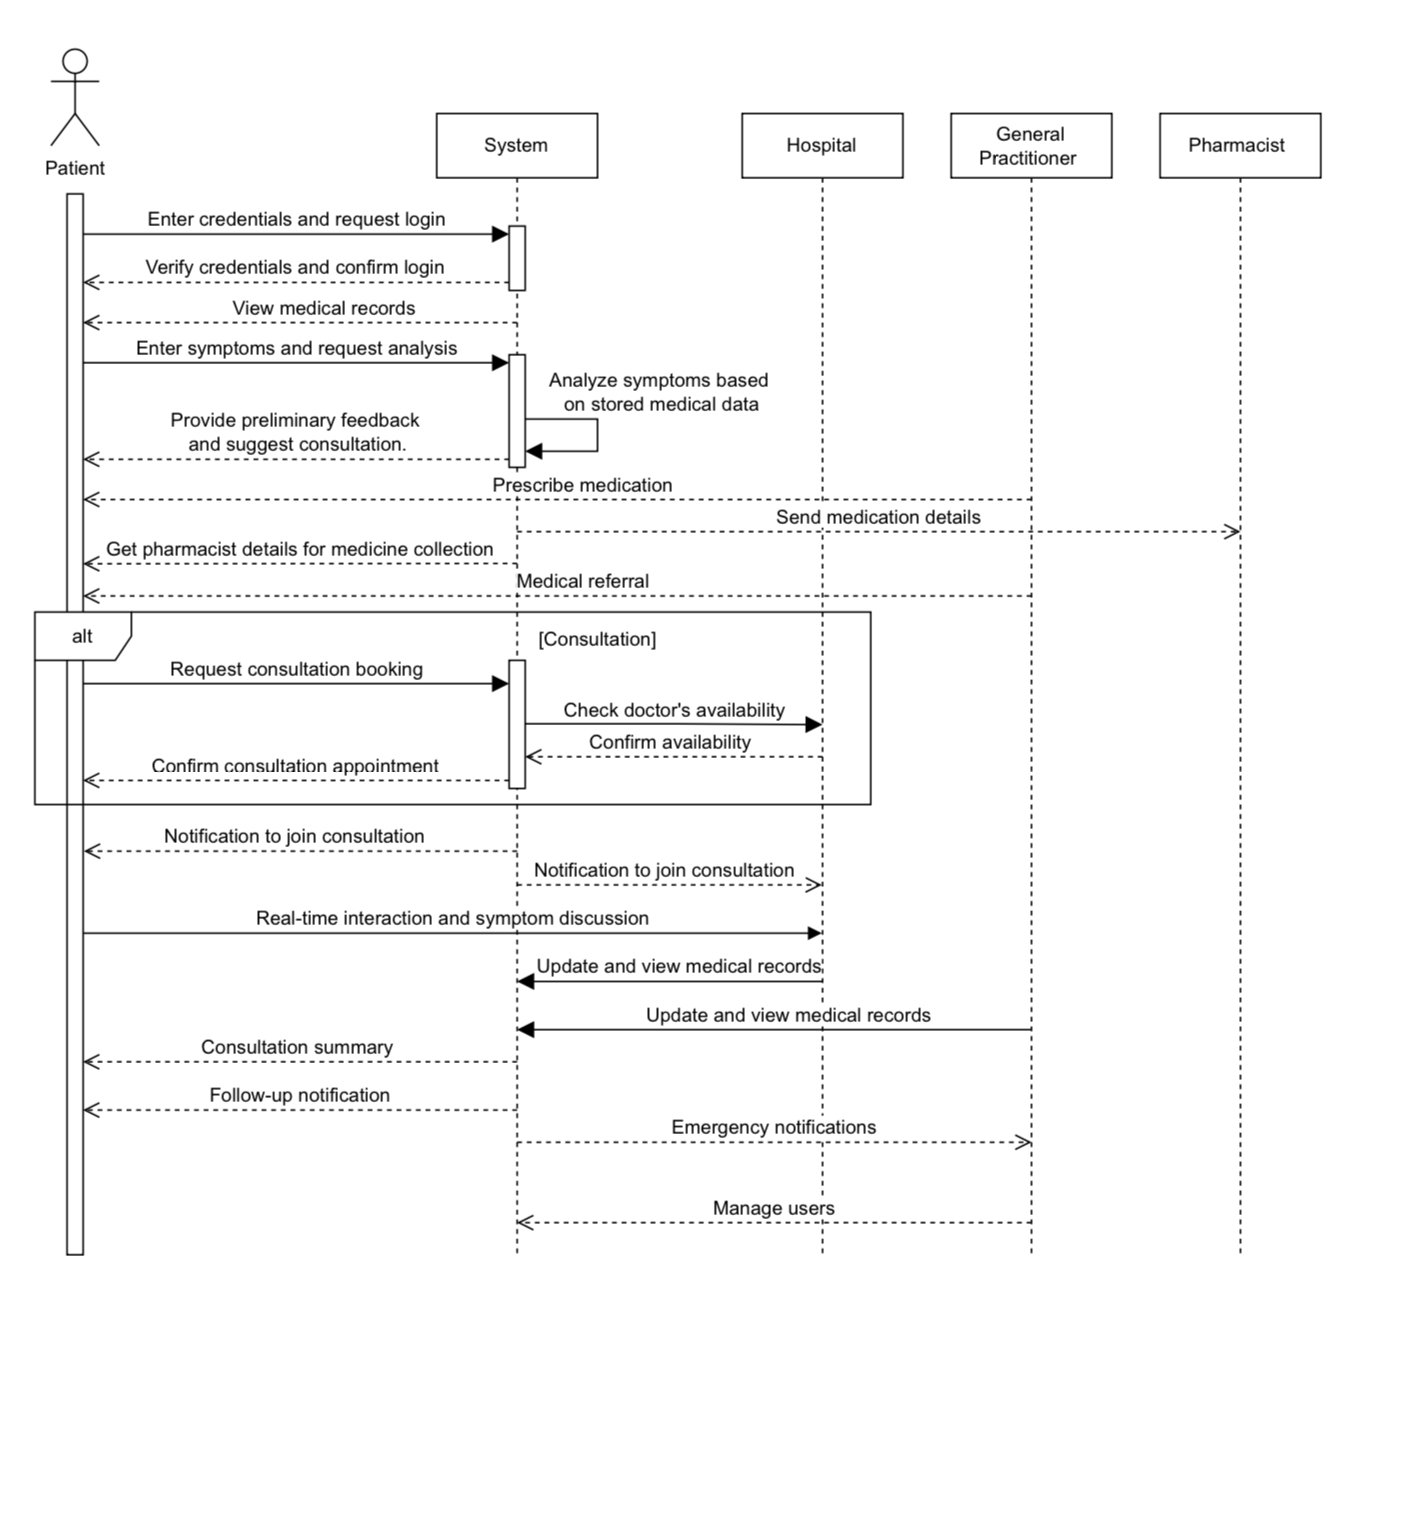 Patient
System
Hospital
General
Practitioner
Pharmacist
Enter credentials and request login
Verify credentials and confirm login
View medical records
Enter symptoms and request analysis
Analyze symptoms based
on stored medical data
Provide preliminary feedback
and suggest consultation.
Prescribe medication
Send medication details
Get pharmacist details for medicine collection
Medical referral
alt
[Consultation]
Request consultation booking
Check doctor's availability
Confirm availability
Confirm consultation appointment
Notification to join consultation
Notification to join consultation
Real-time interaction and symptom discussion
Update and view medical records
Update and view medical records
Consultation summary
Follow-up notification
Emergency notifications
Manage users